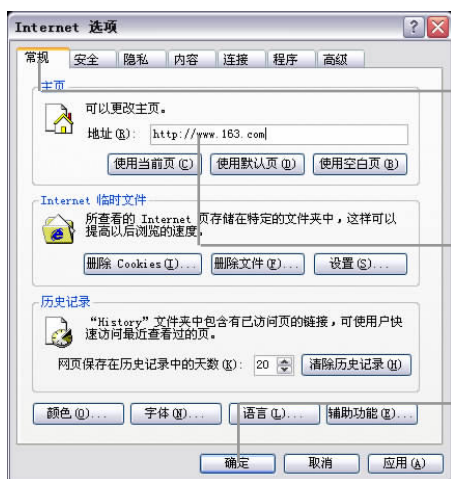 Internet 选项
常规 安全 隐私 内容 连接 程序 高级
主页
可以更改主页。
地址(R): http://www.163.com
使用当前页(C) 使用默认页(D) 使用空白页(B)
Internet 临时文件
所查看的 Internet 页存储在特定的文件夹中，这样可以
提高以后浏览的速度。
删除 Cookies(I)... 删除文件(F)... 设置(S)...
历史记录
“History”文件夹中包含有已访问页的链接，可使用户快
速访问最近查看过的页。
网页保存在历史记录中的天数(K): 20 清除历史记录(H)
颜色(O)... 字体(N)... 语言(L)... 辅助功能(E)...
确定 取消 应用(A)